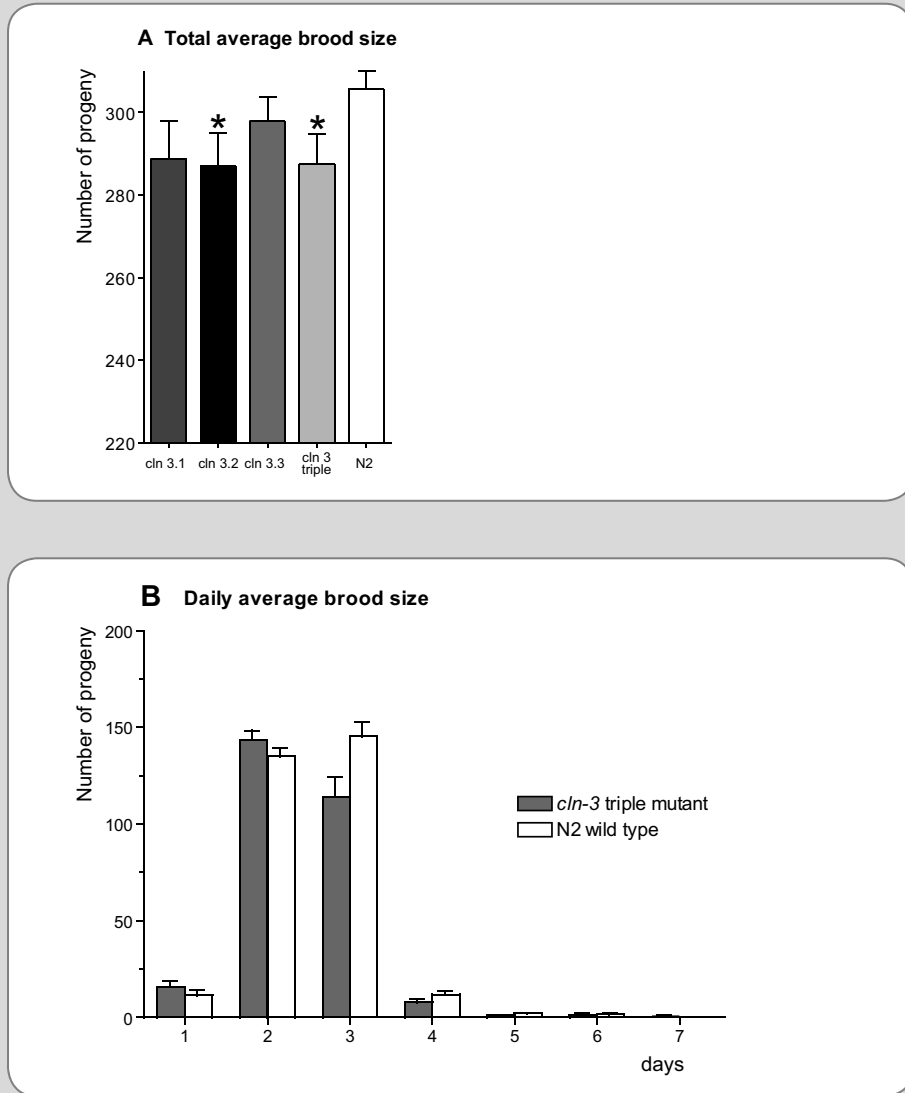 A Total average brood size
Number of progeny
300
280
260
240
220
* *
cln 3.1 cln 3.2 cln 3.3 cln 3 triple N2
B Daily average brood size
Number of progeny
200
150
100
50
0
cln-3 triple mutant
N2 wild type
1 2 3 4 5 6 7
days